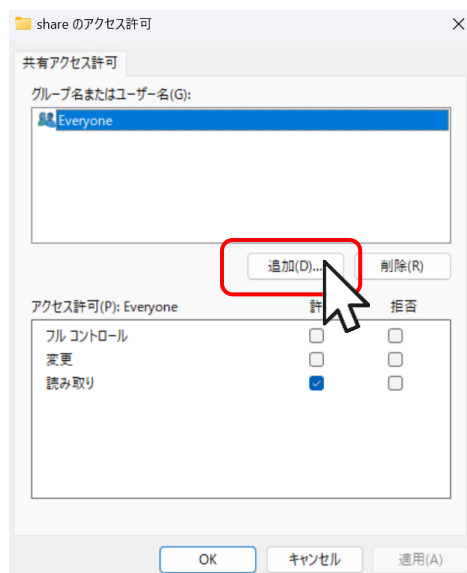 share のアクセス許可
共有アクセス許可
グループ名またはユーザー名(G):
Everyone
追加(D)... 削除(R)
アクセス許可(P): Everyone 許 拒否
フル コントロール
変更
読み取り
OK キャンセル 適用(A)